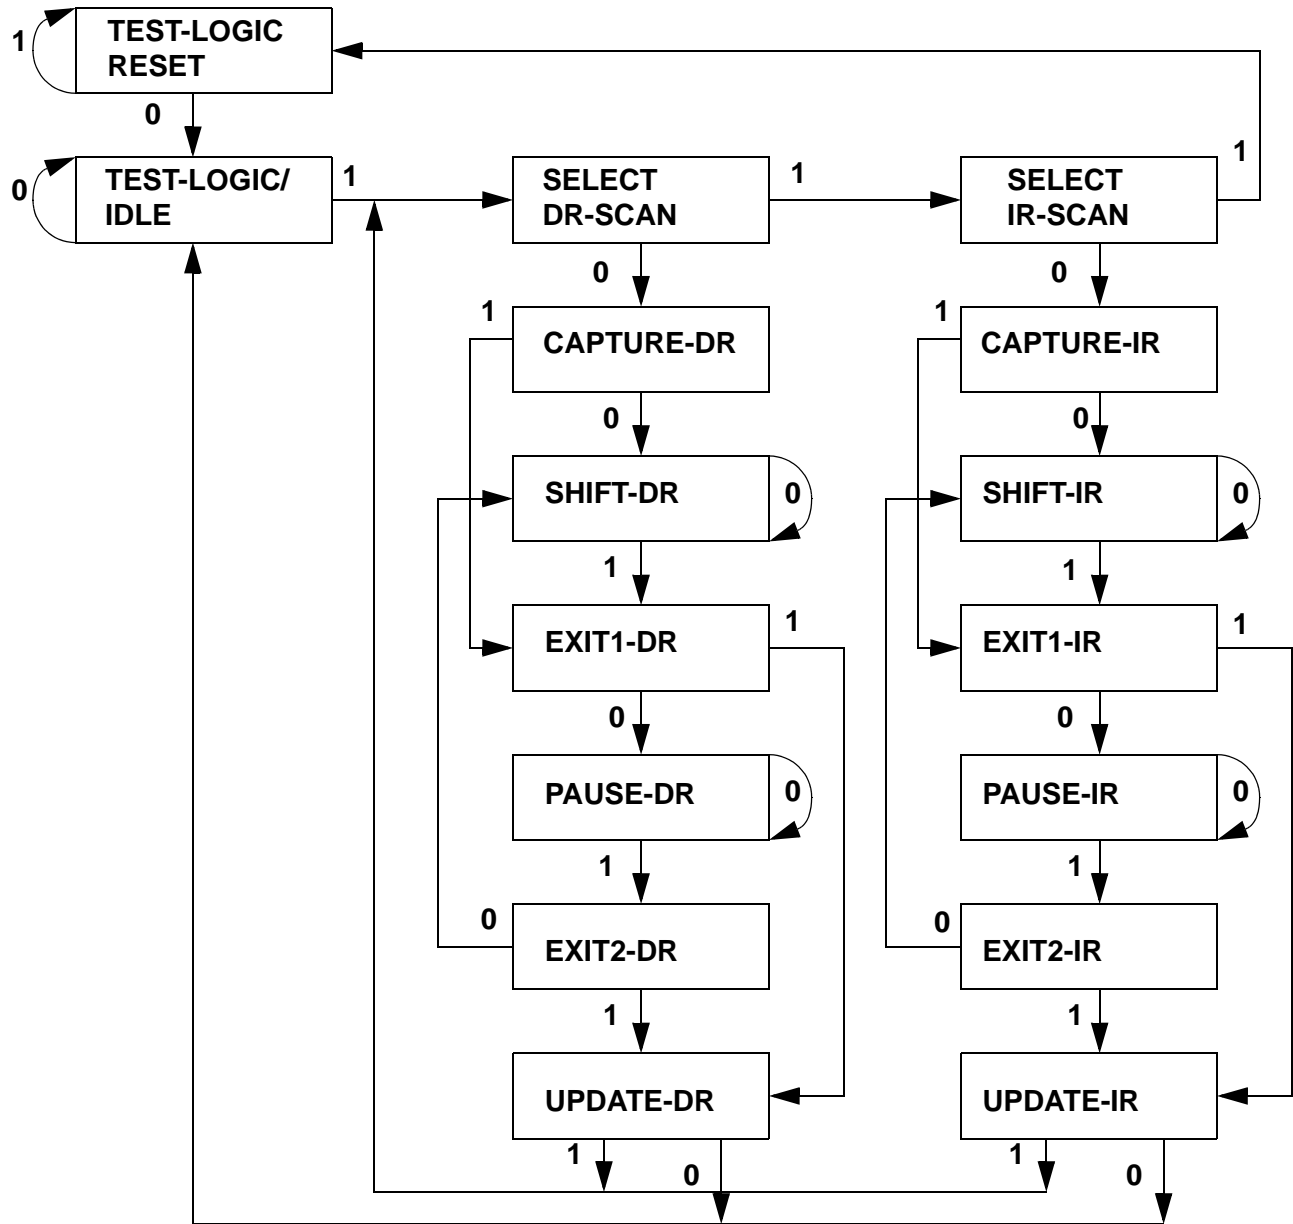 TEST-LOGIC
RESET
1
0
TEST-LOGIC/
IDLE
0
1
SELECT
DR-SCAN
1
SELECT
IR-SCAN
1
0
0
1
CAPTURE-DR
1
CAPTURE-IR
0
0
SHIFT-DR
0
SHIFT-IR
0
1
1
EXIT1-DR
1
EXIT1-IR
1
0
0
PAUSE-DR
0
PAUSE-IR
0
1
1
0
EXIT2-DR
0
EXIT2-IR
1
1
UPDATE-DR
UPDATE-IR
1
0
1
0